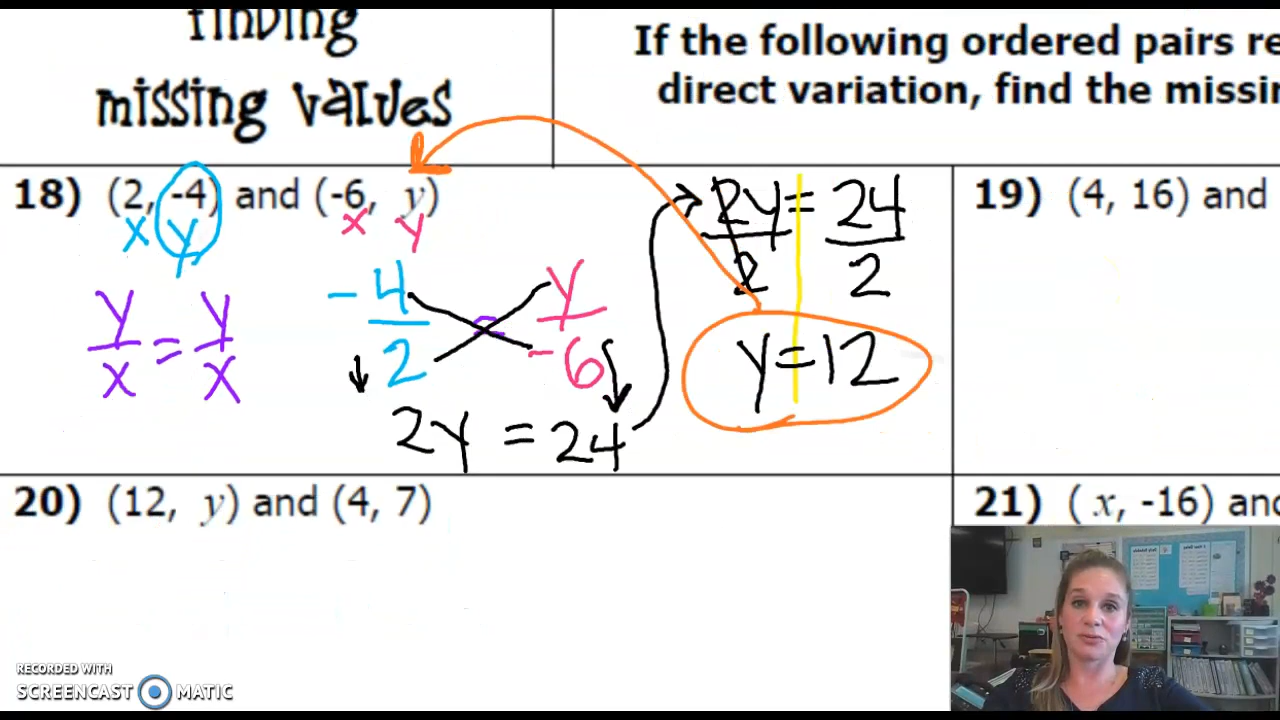 finding
missing values
If the following ordered pairs re
direct variation, find the missin
18) (2, -4) and (-6, y)
x y x y
y/x = y/x
-4/2 = y/-6
2y = 24
2y/2 = 24/2
y = 12
19) (4, 16) and
20) (12, y) and (4, 7)
21) ( x, -16) and
RECORDED WITH
SCREENCAST MATIC